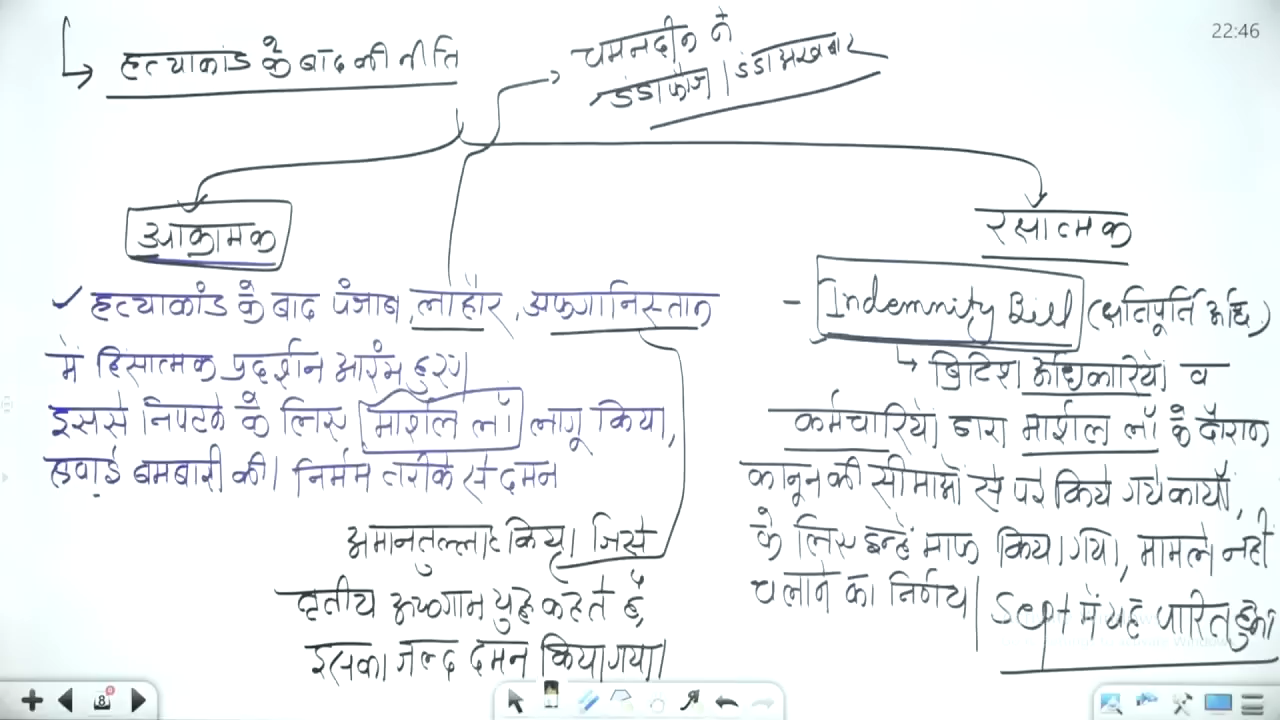 22:46
हत्याकांड के बाद की नीति
चमनदीन ने
डंडा फौज / डंडा अखबार
आक्रामक
रक्षात्मक
✓ हत्याकांड के बाद पंजाब, लाहौर, अफगानिस्तान
में हिंसात्मक प्रदर्शन आरंभ हुए।
इससे निपटने के लिए मार्शल लॉ लागू किया,
हवाई बमबारी की। निर्मम तरीके से दमन
अमानतुल्लाह किया। जिसे
तृतीय अफगान युद्ध कहते हैं,
इसका जल्द दमन किया गया।
- Indemnity Bill (क्षतिपूर्ति अधि.)
ब्रिटिश अधिकारियों व
कर्मचारियों द्वारा मार्शल लॉ के दौरान
कानून की सीमाओं से परे किये गये कार्यों,
के लिए इन्हें माफ किया गया, मामले नहीं
चलाने का निर्णय। Sept में यह पारित हुआ।
8